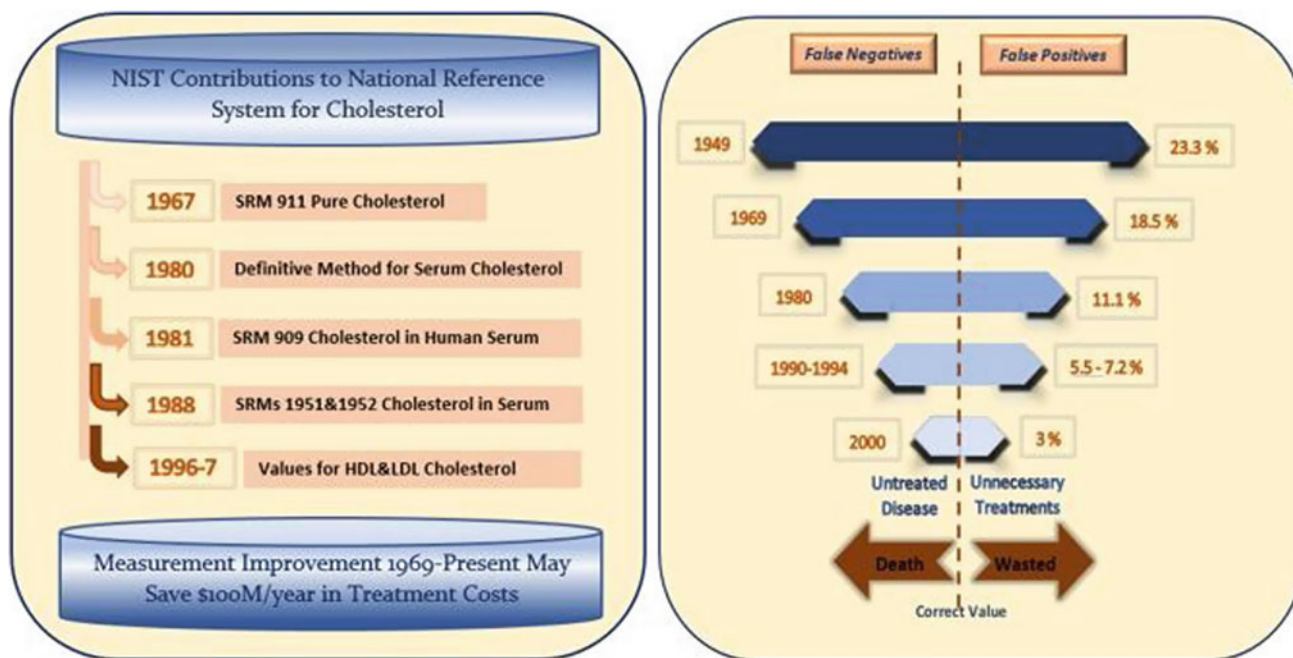 NIST Contributions to National Reference
System for Cholesterol
1967 SRM 911 Pure Cholesterol
1980 Definitive Method for Serum Cholesterol
1981 SRM 909 Cholesterol in Human Serum
1988 SRMs 1951&1952 Cholesterol in Serum
1996-7 Values for HDL&LDL Cholesterol
Measurement Improvement 1969-Present May
Save $100M/year in Treatment Costs
False Negatives False Positives
1949 23.3 %
1969 18.5 %
1980 11.1 %
1990-1994 5.5 - 7.2 %
2000 3 %
Untreated Unnecessary
Disease Treatments
Death Wasted
Correct Value